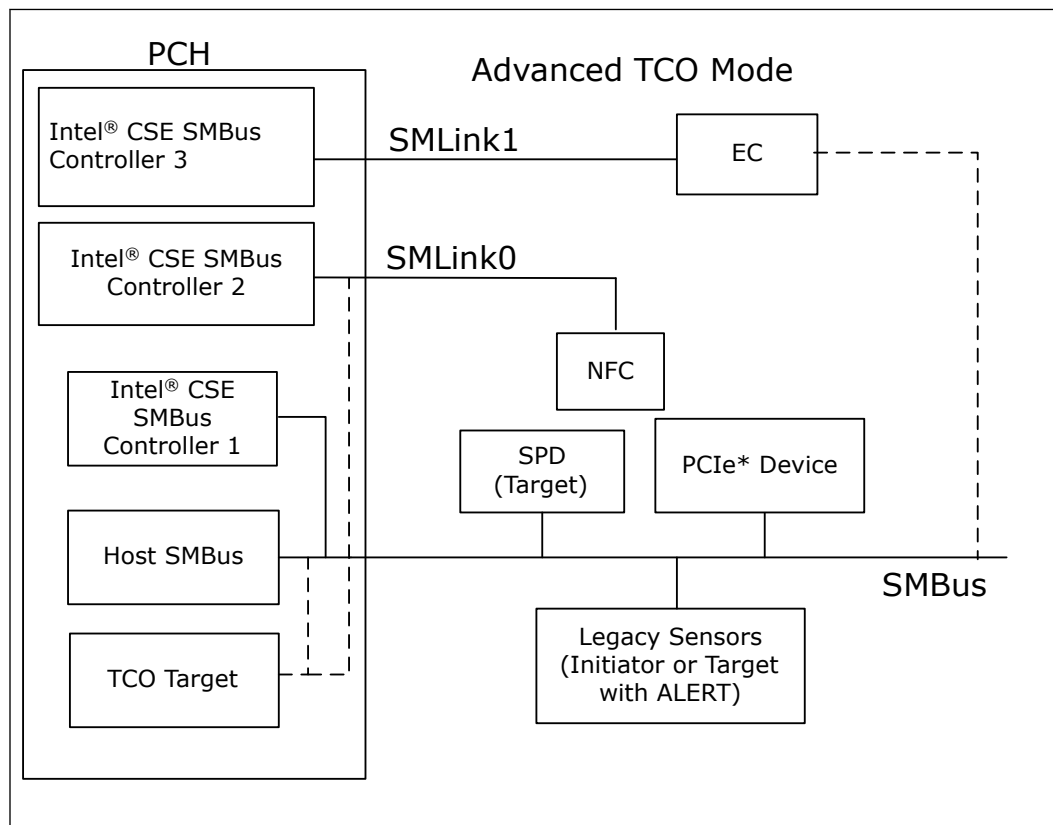 PCH
Advanced TCO Mode
Intel® CSE SMBus
Controller 3
SMLink1
EC
Intel® CSE SMBus
Controller 2
SMLink0
NFC
Intel® CSE
SMBus
Controller 1
SPD
(Target)
PCIe* Device
Host SMBus
SMBus
TCO Target
Legacy Sensors
(Initiator or Target
with ALERT)